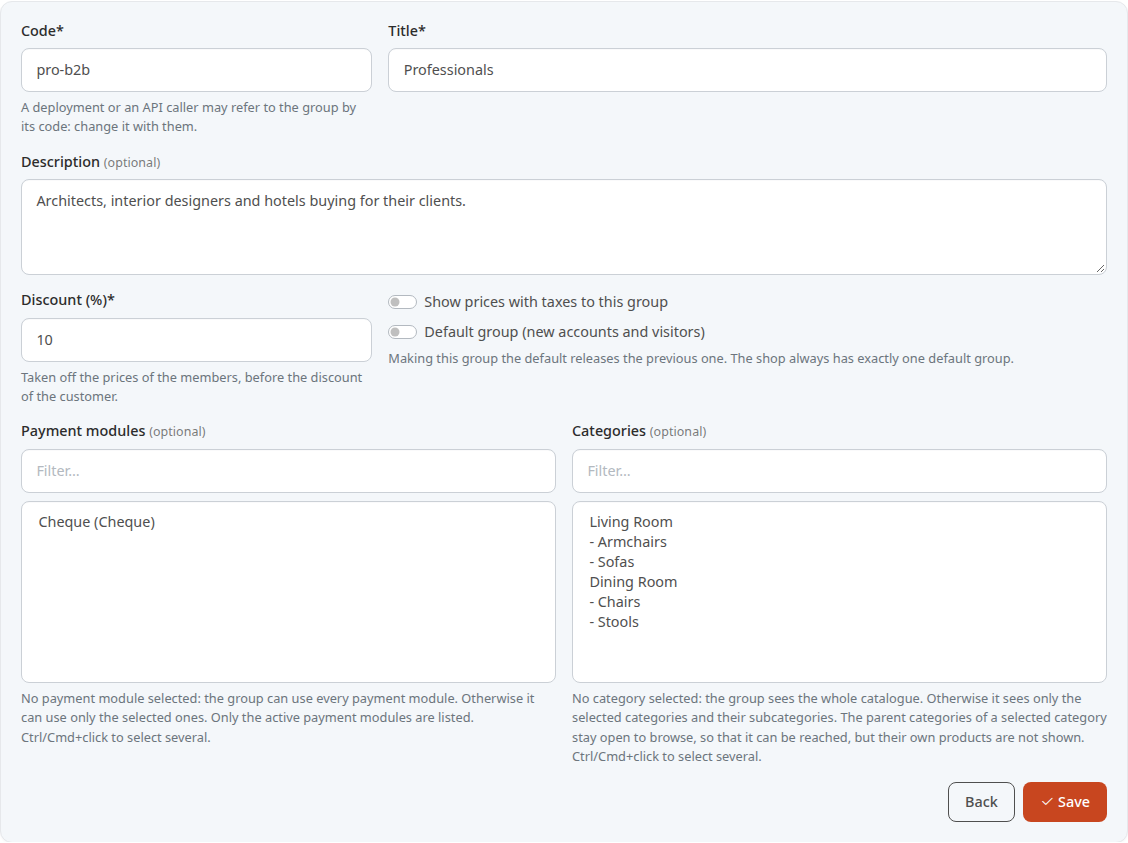 Code*
Title*
pro-b2b
Professionals
A deployment or an API caller may refer to the group by
its code: change it with them.
Description (optional)
Architects, interior designers and hotels buying for their clients.
Discount (%)*
Show prices with taxes to this group
10
Default group (new accounts and visitors)
Making this group the default releases the previous one. The shop always has exactly one default group.
Taken off the prices of the members, before the discount
of the customer.
Payment modules (optional)
Filter...
Cheque (Cheque)
No payment module selected: the group can use every payment module. Otherwise it
can use only the selected ones. Only the active payment modules are listed.
Ctrl/Cmd+click to select several.
Categories (optional)
Filter...
Living Room
- Armchairs
- Sofas
Dining Room
- Chairs
- Stools
No category selected: the group sees the whole catalogue. Otherwise it sees only the
selected categories and their subcategories. The parent categories of a selected category
stay open to browse, so that it can be reached, but their own products are not shown.
Ctrl/Cmd+click to select several.
Back
Save